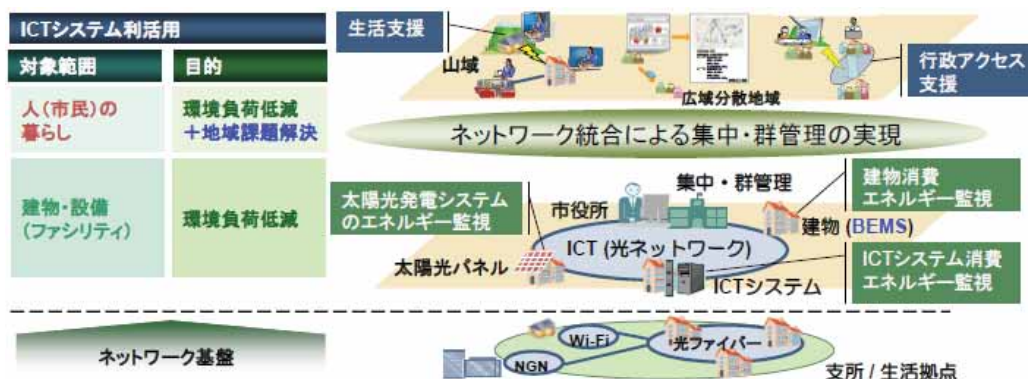 ICTシステム利活用
対象範囲
目的
人(市民)の
暮らし
環境負荷低減
+地域課題解決
建物・設備
(ファシリティ)
環境負荷低減
生活支援
山域
広域分散地域
行政アクセス
支援
ネットワーク統合による集中・群管理の実現
集中・群管理
市役所
建物消費
エネルギー監視
太陽光発電システム
のエネルギー監視
建物 (BEMS)
ICT (光ネットワーク)
太陽光パネル
ICTシステム
ICTシステム消費
エネルギー監視
ネットワーク基盤
Wi-Fi
光ファイバー
NGN
支所 / 生活拠点